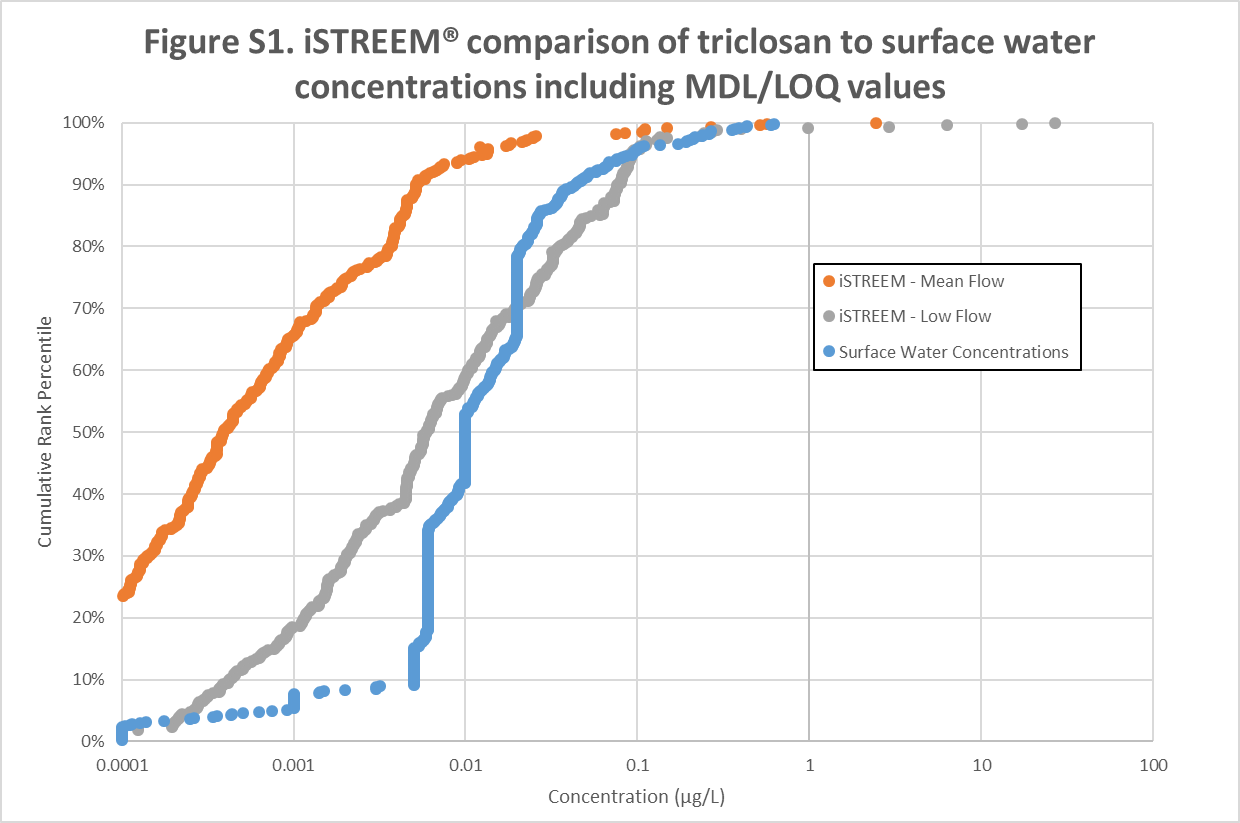 Figure S1. iSTREEM® comparison of triclosan to surface water
concentrations including MDL/LOQ values
100%
90%
80%
70%
60%
50%
40%
30%
20%
10%
0%
Cumulative Rank Percentile
iSTREEM - Mean Flow
iSTREEM - Low Flow
Surface Water Concentrations
0.0001 0.001 0.01 0.1 1 10 100
Concentration (µg/L)